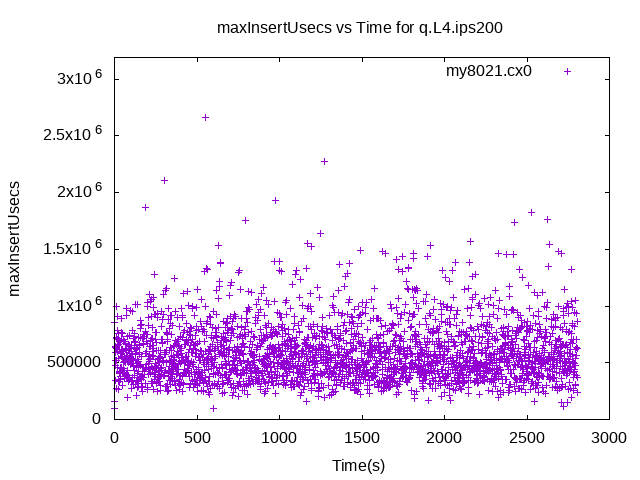 maxInsertUsecs vs Time for q.L4.ips200
my8021.cx0
maxInsertUsecs
3x10 6
2.5x10 6
2x10 6
1.5x10 6
1x10 6
500000
0
0 500 1000 1500 2000 2500 3000
Time(s)